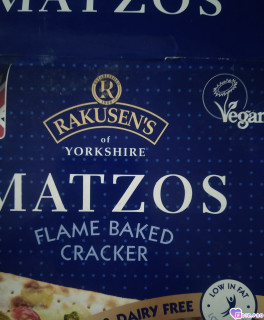 MATZOS
R
RAKUSEN'S
of
YORKSHIRE
Vegan
MATZOS
FLAME BAKED
CRACKER
DAIRY FREE
LOW IN FAT